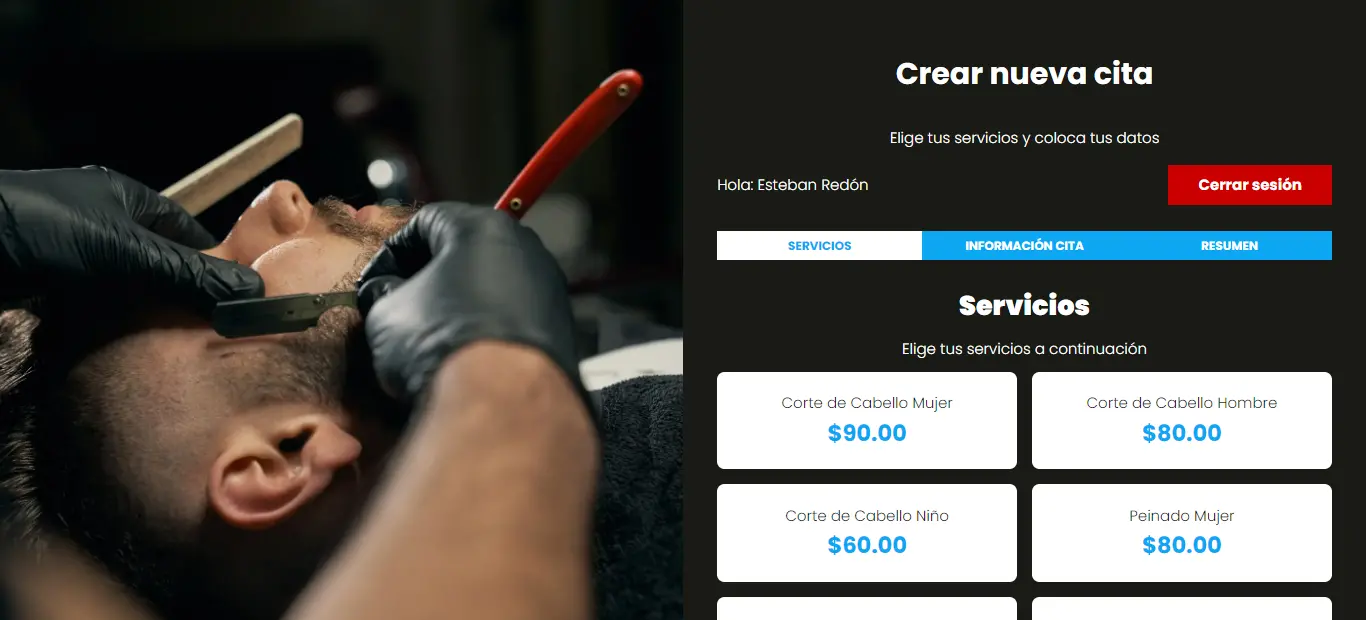 Crear nueva cita
Elige tus servicios y coloca tus datos
Hola: Esteban Redón
Cerrar sesión
SERVICIOS
INFORMACIÓN CITA
RESUMEN
Servicios
Elige tus servicios a continuación
Corte de Cabello Mujer
$90.00
Corte de Cabello Hombre
$80.00
Corte de Cabello Niño
$60.00
Peinado Mujer
$80.00